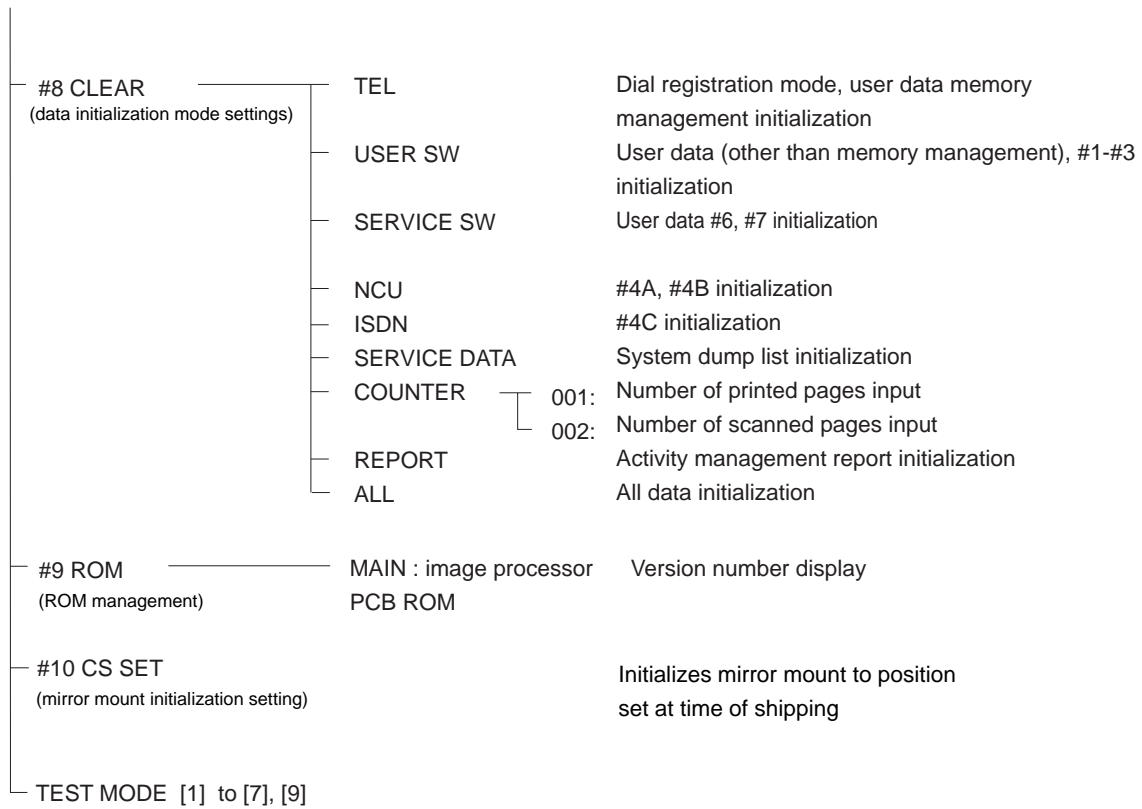 #8 CLEAR TEL Dial registration mode, user data memory
(data initialization mode settings) management initialization
USER SW User data (other than memory management), #1-#3
initialization
SERVICE SW User data #6, #7 initialization
NCU #4A, #4B initialization
ISDN #4C initialization
SERVICE DATA System dump list initialization
COUNTER 001: Number of printed pages input
002: Number of scanned pages input
REPORT Activity management report initialization
ALL All data initialization
#9 ROM MAIN : image processor Version number display
(ROM management) PCB ROM
#10 CS SET Initializes mirror mount to position
(mirror mount initialization setting) set at time of shipping
TEST MODE [1] to [7], [9]